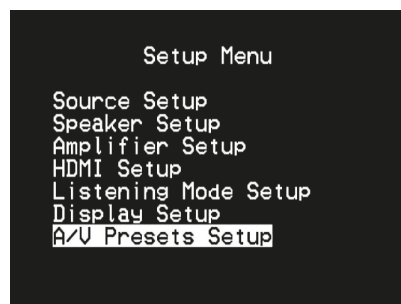 Setup Menu
Source Setup
Speaker Setup
Amplifier Setup
HDMI Setup
Listening Mode Setup
Display Setup
A/V Presets Setup